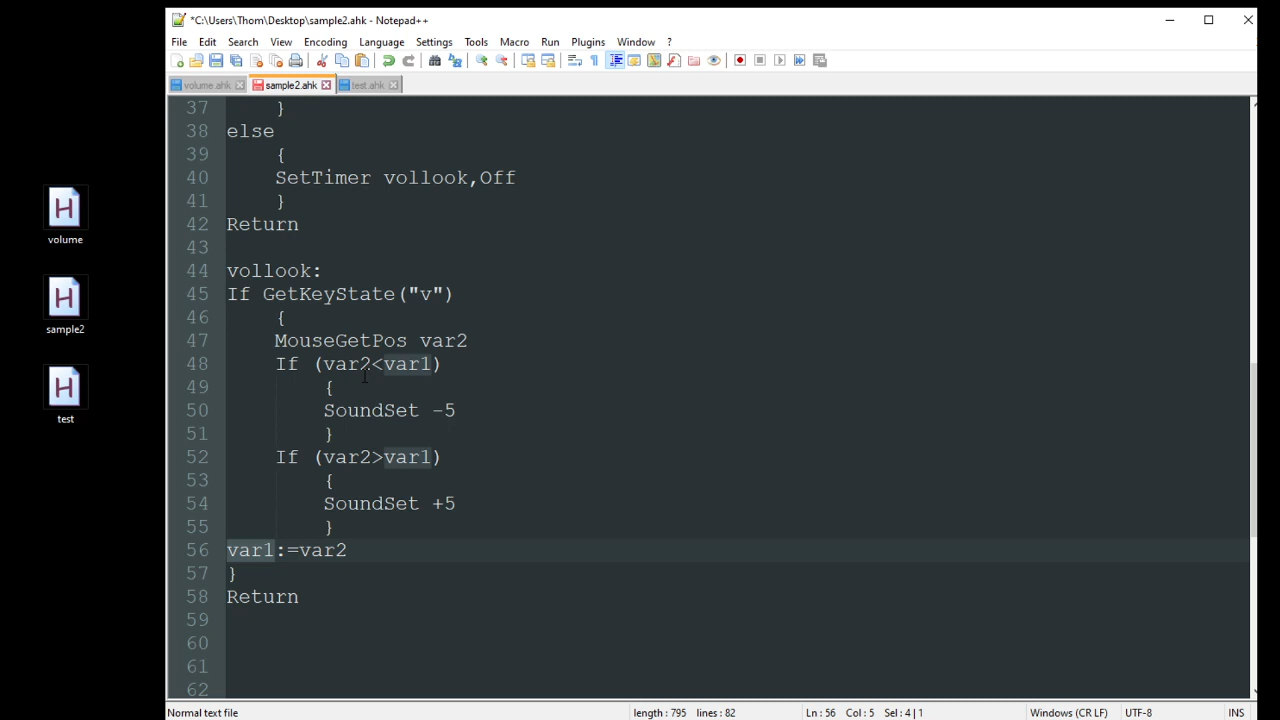 *C:\Users\Thom\Desktop\sample2.ahk - Notepad++
File Edit Search View Encoding Language Settings Tools Macro Run Plugins Window ?
volume.ahk sample2.ahk test.ahk
37 }
38 else
39 {
40 SetTimer vollook,Off
41 }
42 Return
43
44 vollook:
45 If GetKeyState("v")
46 {
47 MouseGetPos var2
48 If (var2<var1)
49 {
50 SoundSet -5
51 }
52 If (var2>var1)
53 {
54 SoundSet +5
55 }
56 var1:=var2
57 }
58 Return
59
60
61
62
volume
sample2
test
Normal text file length : 795 lines : 82 Ln : 56 Col : 5 Sel : 4 | 1 Windows (CR LF) UTF-8 INS